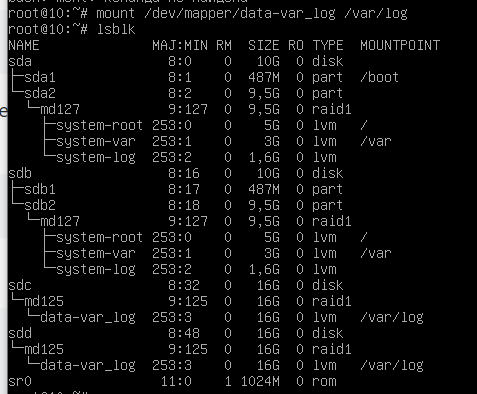 root@10:~# mount /dev/mapper/data-var_log /var/log
root@10:~# lsblk
NAME MAJ:MIN RM SIZE RO TYPE MOUNTPOINT
sda 8:0 0 10G 0 disk
├─sda1 8:1 0 487M 0 part /boot
└─sda2 8:2 0 9,5G 0 part
└─md127 9:127 0 9,5G 0 raid1
├─system-root 253:0 0 5G 0 lvm /
├─system-var 253:1 0 3G 0 lvm /var
└─system-log 253:2 0 1,6G 0 lvm
sdb 8:16 0 10G 0 disk
├─sdb1 8:17 0 487M 0 part
└─sdb2 8:18 0 9,5G 0 part
└─md127 9:127 0 9,5G 0 raid1
├─system-root 253:0 0 5G 0 lvm /
├─system-var 253:1 0 3G 0 lvm /var
└─system-log 253:2 0 1,6G 0 lvm
sdc 8:32 0 16G 0 disk
└─md125 9:125 0 16G 0 raid1
└─data-var_log 253:3 0 16G 0 lvm /var/log
sdd 8:48 0 16G 0 disk
└─md125 9:125 0 16G 0 raid1
└─data-var_log 253:3 0 16G 0 lvm /var/log
sr0 11:0 1 1024M 0 rom